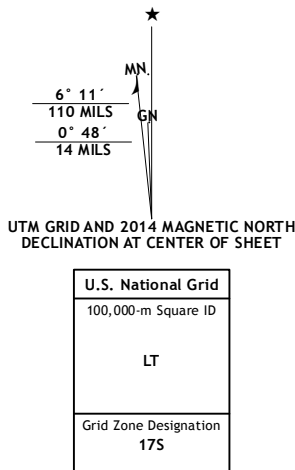 ★
MN.
6° 11´
110 MILS
GN
0° 48´
14 MILS
UTM GRID AND 2014 MAGNETIC NORTH
DECLINATION AT CENTER OF SHEET
U.S. National Grid
100,000-m Square ID
LT
Grid Zone Designation
17S